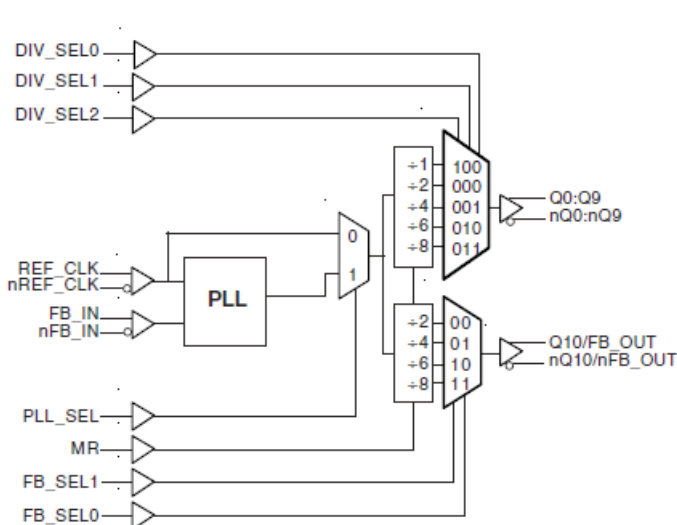 DIV_SEL0
DIV_SEL1
DIV_SEL2
÷1 100
÷2 000
÷4 001
÷6 010
÷8 011
Q0:Q9
nQ0:nQ9
0
1
REF_CLK
nREF_CLK
PLL
FB_IN
nFB_IN
÷2 00
÷4 01
÷6 10
÷8 11
Q10/FB_OUT
nQ10/nFB_OUT
PLL_SEL
MR
FB_SEL1
FB_SEL0